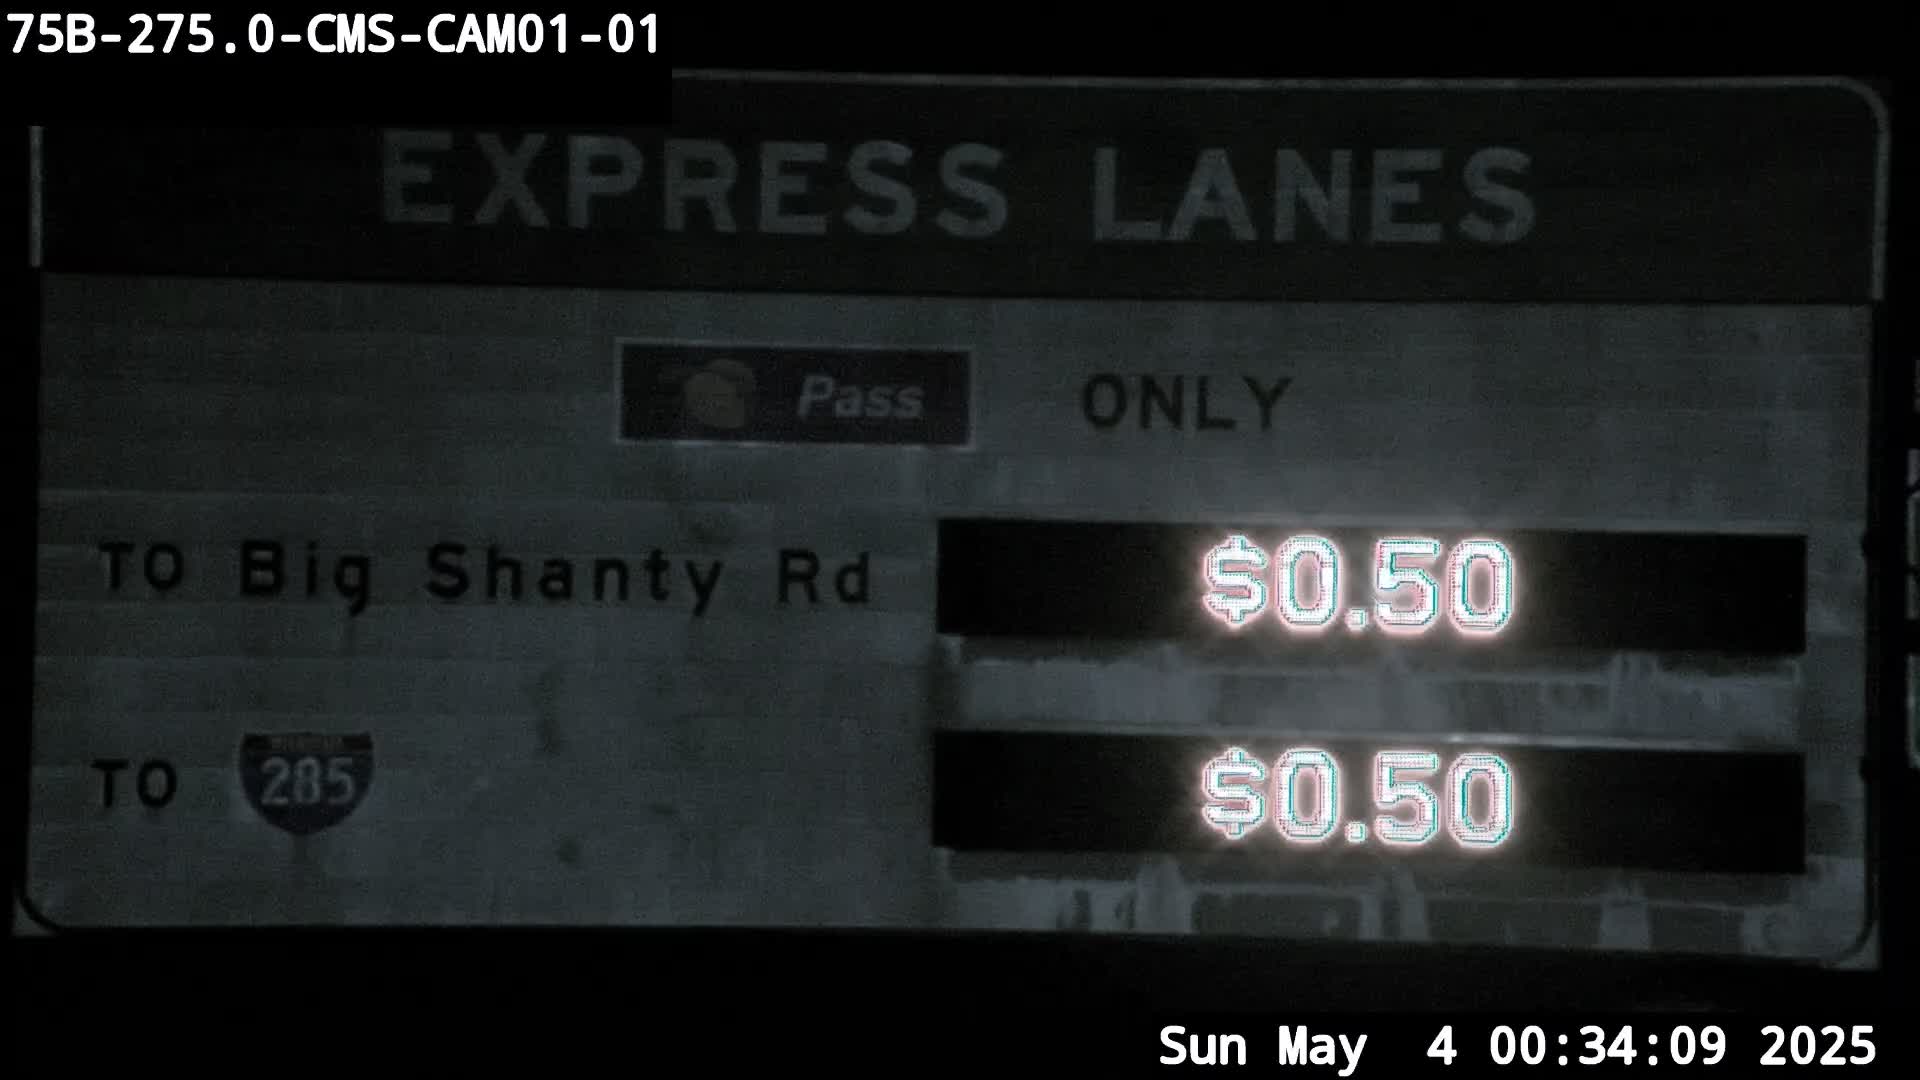 75B-275.0-CMS-CAM01-01
EXPRESS LANES
Pass ONLY
TO Big Shanty Rd $0.50
TO 285 $0.50
Sun May 4 00:34:09 2025